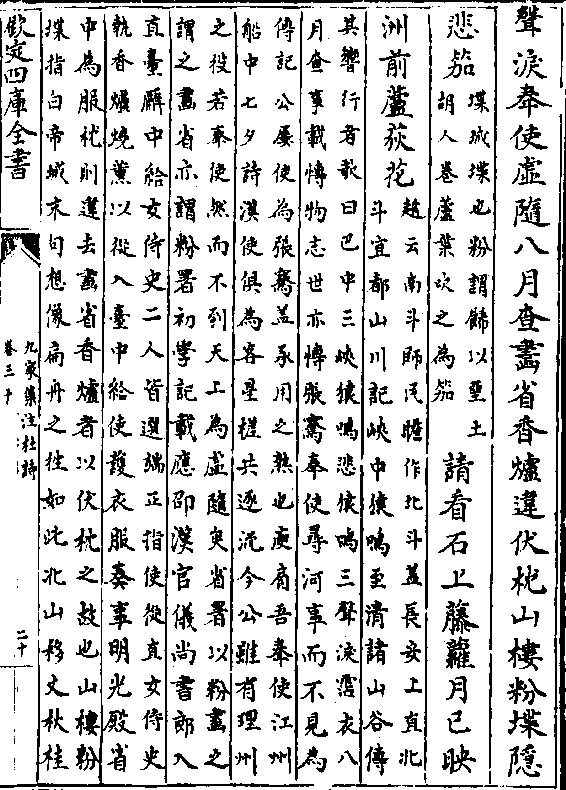 聲淚奉使虛隨八月查畵省香爐違伏枕山樓粉堞隱
悲笳
堞城堞也粉謂餙以堊土
胡人卷蘆葉吹之為笳
請看石上藤蘿月已映
洲前蘆荻花
趙云南斗師民瞻作北斗蓋長安上直北
斗宜都山川記峽中猿鳴至清諸山谷傳
其響行者歌曰巴中三峽猿鳴悲猿鳴三聲淚霑衣八
月查事載愽物志世亦愽張騫奉使尋河事而不見為
傳記公屢使為張騫蓋承用之熟也庾肩吾奉使江州
船中七夕詩漢使俱為客星槎共逐流今公雖有理州
之役若奉使然而不到天上為虛隨矣省署以粉畵之
謂之畵省亦謂粉署初學記載應邵漢官儀尚書郎入
直臺廨中給女侍史二人皆選端正指使從直女侍史
執香爐燒薫以從入臺中給使護衣服奏事明光殿省
中為服枕則違去畵省香爐者以伏枕之故也山樓粉
堞指白帝城末句想像扁舟之往如此北山移文秋桂
欽定四庫全書
九家集注杜詩
卷三十
二十